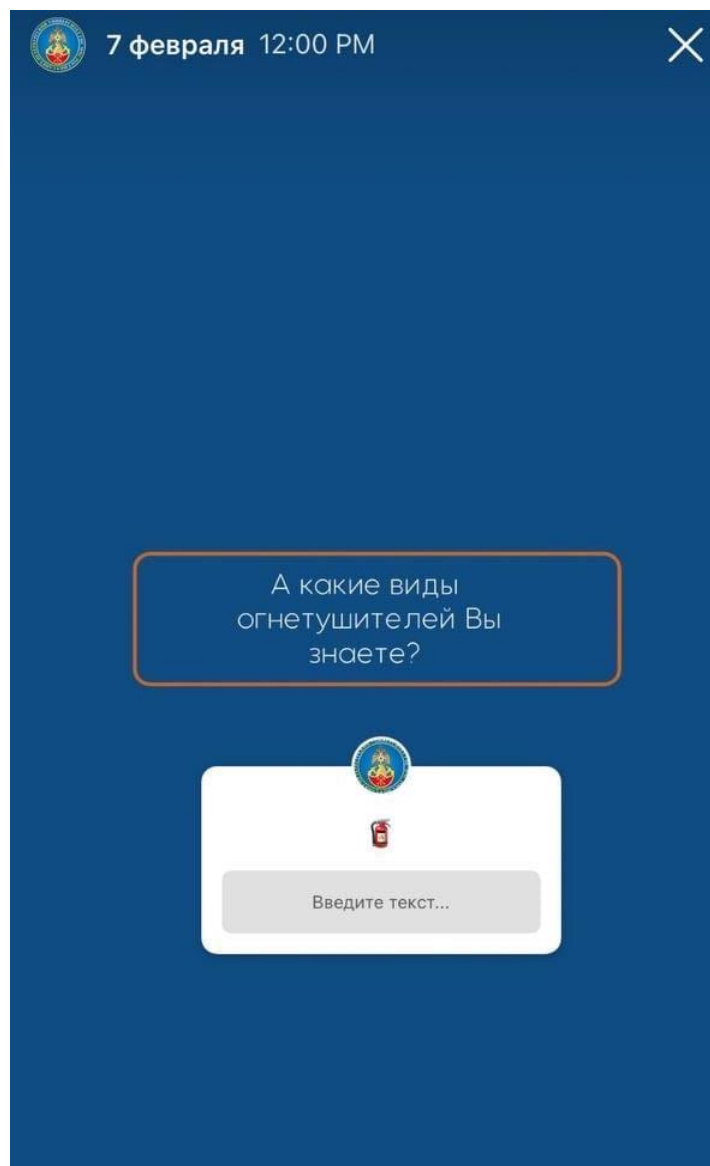 7 февраля 12:00 PM
А какие виды
огнетушителей Вы
знаете?
Введите текст...